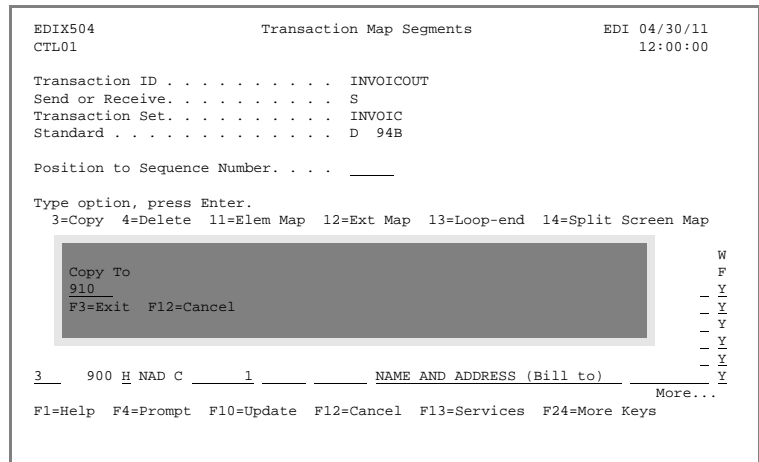 EDIX504 Transaction Map Segments EDI 04/30/11
CTL01 12:00:00
Transaction ID . . . . . . . . . . INVOICOUT
Send or Receive. . . . . . . . . . S
Transaction Set. . . . . . . . . . INVOIC
Standard . . . . . . . . . . . . . D 94B
Position to Sequence Number. . . . _____
Type option, press Enter.
3=Copy 4=Delete 11=Elem Map 12=Ext Map 13=Loop-end 14=Split Screen Map
W
Copy To F
910 _ Y
F3=Exit F12=Cancel _ Y
_ Y
_ Y
_ Y
3 900 H NAD C 1 NAME AND ADDRESS (Bill to) Y
More...
F1=Help F4=Prompt F10=Update F12=Cancel F13=Services F24=More Keys